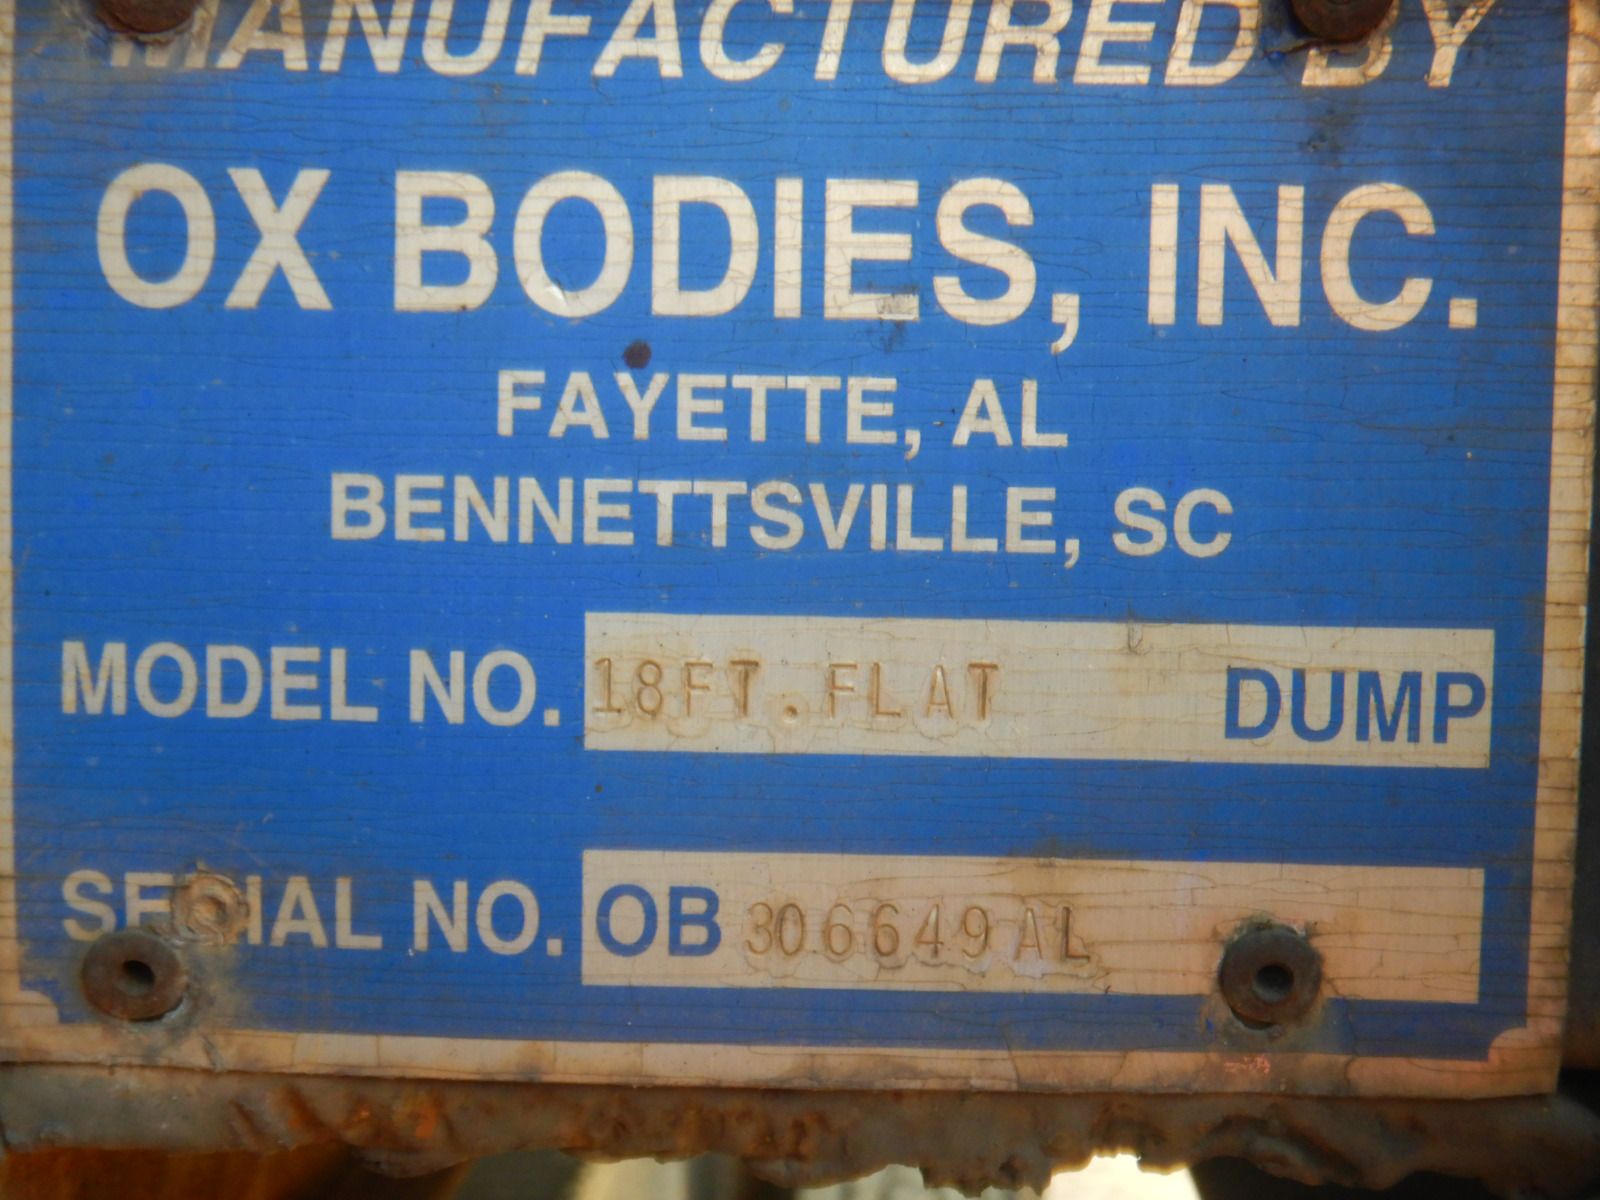 MANUFACTURED BY
OX BODIES, INC.
FAYETTE, AL
BENNETTSVILLE, SC
MODEL NO. 18FT. FLAT DUMP
SERIAL NO. OB 306649AL